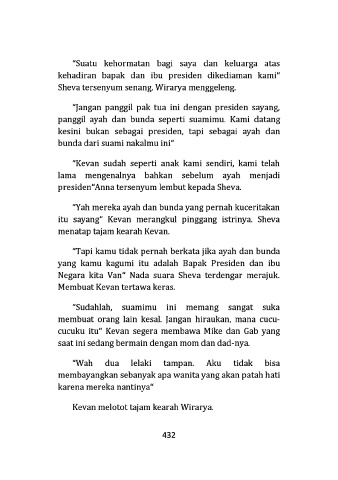 "Suatu kehormatan bagi saya dan keluarga atas
kehadiran bapak dan ibu presiden dikediaman kami"
Sheva tersenyum senang. Wirarya menggeleng.
"Jangan panggil pak tua ini dengan presiden sayang,
panggil ayah dan bunda seperti suamimu. Kami datang
kesini bukan sebagai presiden, tapi sebagai ayah dan
bunda dari suami nakalmu ini"
"Kevan sudah seperti anak kami sendiri, kami telah
lama mengenalnya bahkan sebelum ayah menjadi
presiden"Anna tersenyum lembut kepada Sheva.
"Yah mereka ayah dan bunda yang pernah kuceritakan
itu sayang" Kevan merangkul pinggang istrinya. Sheva
menatap tajam kearah Kevan.
"Tapi kamu tidak pernah berkata jika ayah dan bunda
yang kamu kagumi itu adalah Bapak Presiden dan ibu
Negara kita Van" Nada suara Sheva terdengar merajuk.
Membuat Kevan tertawa keras.
"Sudahlah, suamimu ini memang sangat suka
membuat orang lain kesal. Jangan hiraukan, mana cucu-
cucuku itu" Kevan segera membawa Mike dan Gab yang
saat ini sedang bermain dengan mom dan dad-nya.
"Wah dua lelaki tampan. Aku tidak bisa
membayangkan sebanyak apa wanita yang akan patah hati
karena mereka nantinya"
Kevan melotot tajam kearah Wirarya.
432